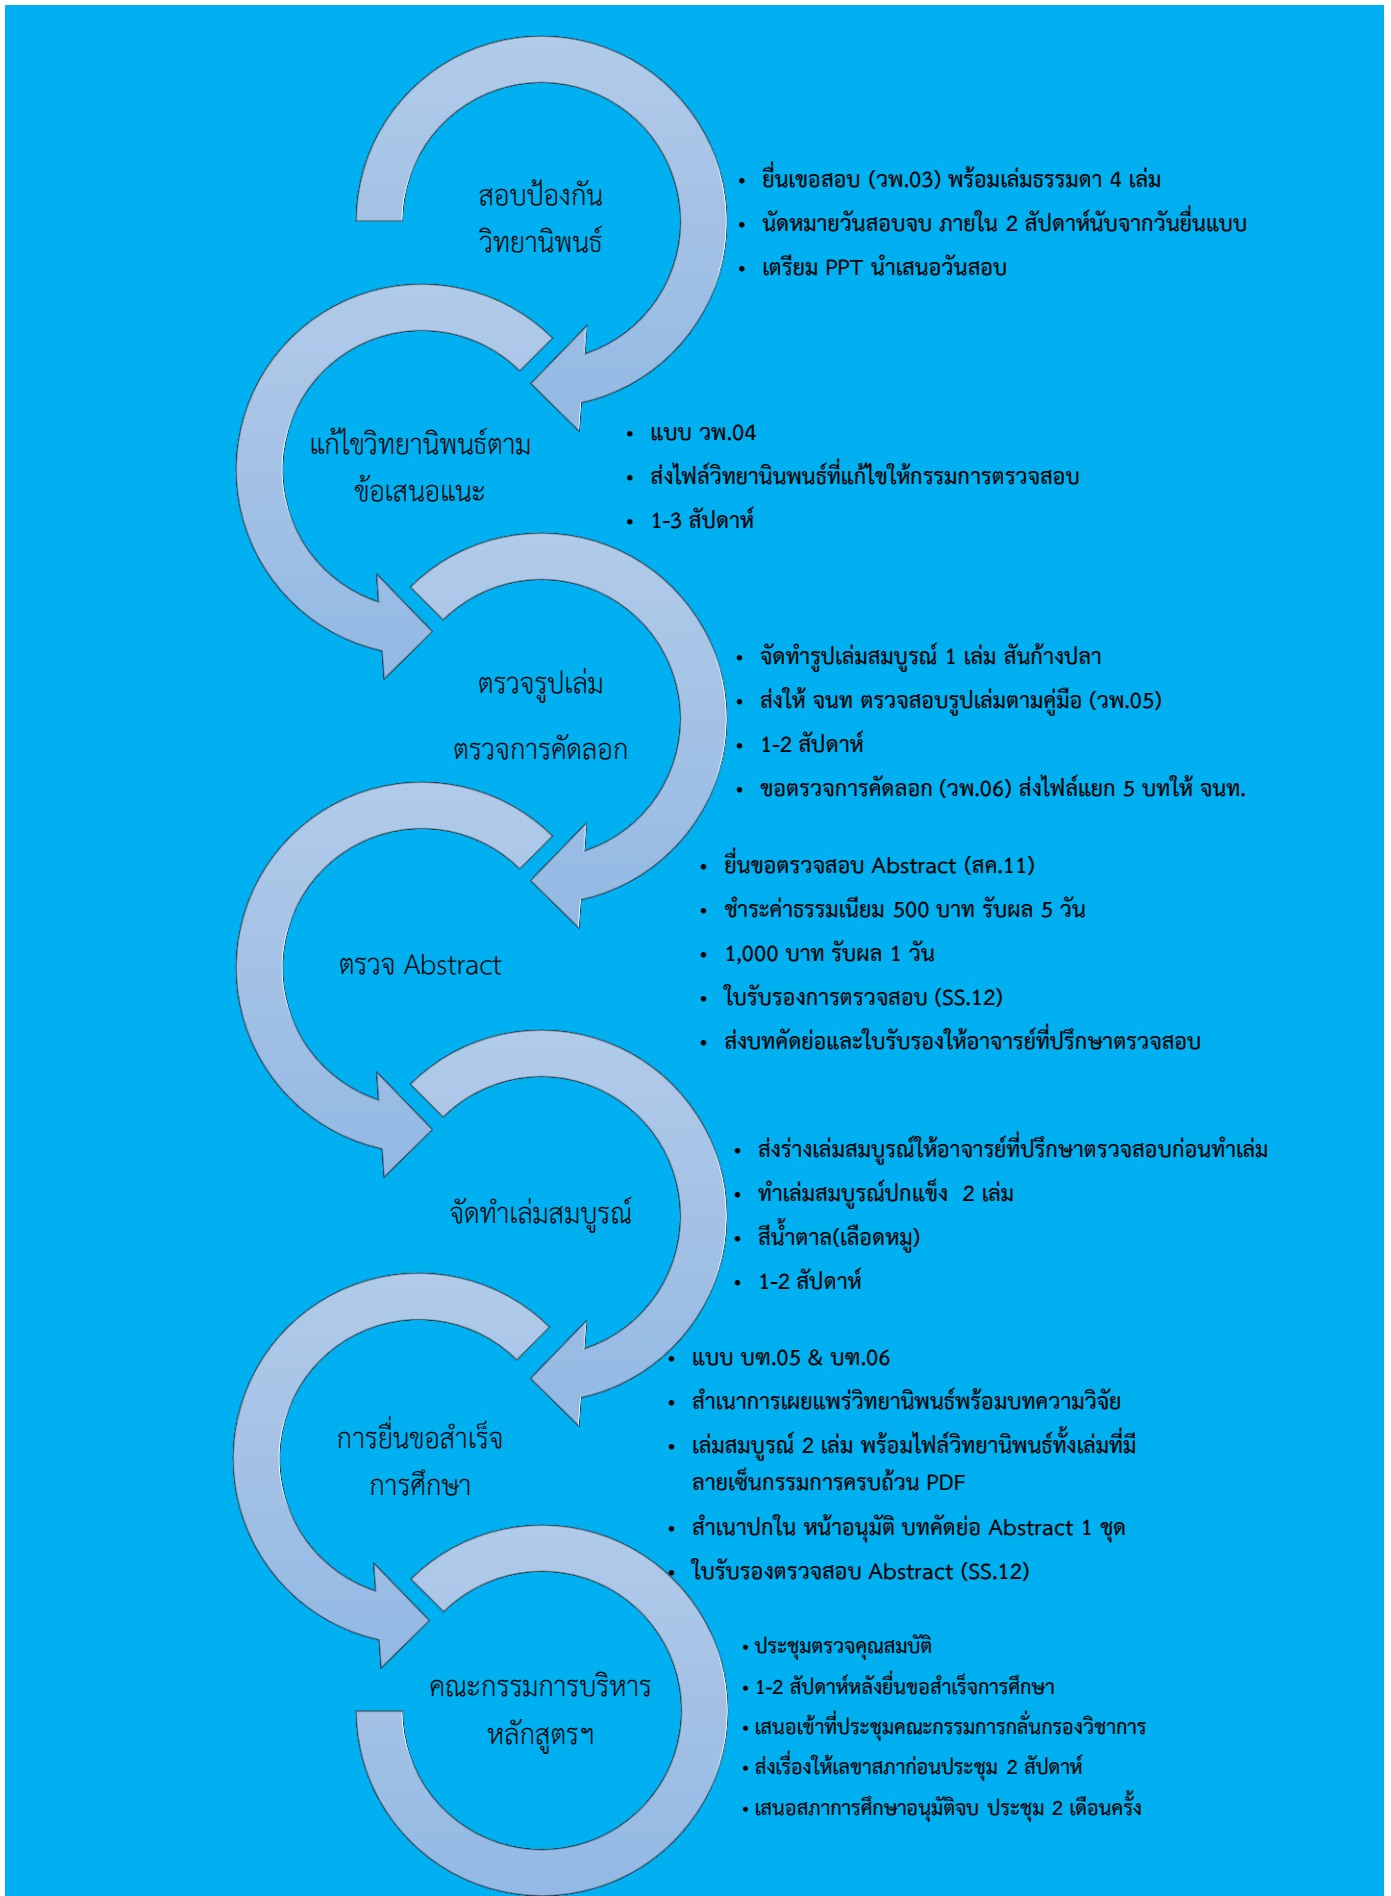 สอบป้องกัน
วิทยานิพนธ์
• ยื่นเขอสอบ (วพ.03) พร้อมเล่มธรรมดา 4 เล่ม
• นัดหมายวันสอบจบ ภายใน 2 สัปดาห์นับจากวันยื่นแบบ
• เตรียม PPT นำเสนอวันสอบ
แก้ไขวิทยานิพนธ์ตาม
ข้อเสนอแนะ
• แบบ วพ.04
• ส่งไฟล์วิทยานินพนธ์ที่แก้ไขให้กรรมการตรวจสอบ
• 1-3 สัปดาห์
ตรวจรูปเล่ม
ตรวจการคัดลอก
• จัดทำรูปเล่มสมบูรณ์ 1 เล่ม สันก้างปลา
• ส่งให้ จนท ตรวจสอบรูปเล่มตามคู่มือ (วพ.05)
• 1-2 สัปดาห์
• ขอตรวจการคัดลอก (วพ.06) ส่งไฟล์แยก 5 บทให้ จนท.
ตรวจ Abstract
• ยื่นขอตรวจสอบ Abstract (สค.11)
• ชำระค่าธรรมเนียม 500 บาท รับผล 5 วัน
• 1,000 บาท รับผล 1 วัน
• ใบรับรองการตรวจสอบ (SS.12)
• ส่งบทคัดย่อและใบรับรองให้อาจารย์ที่ปรึกษาตรวจสอบ
จัดทำเล่มสมบูรณ์
• ส่งร่างเล่มสมบูรณ์ให้อาจารย์ที่ปรึกษาตรวจสอบก่อนทำเล่ม
• ทำเล่มสมบูรณ์ปกแข็ง 2 เล่ม
• สีน้ำตาล(เลือดหมู)
• 1-2 สัปดาห์
การยื่นขอสำเร็จ
การศึกษา
• แบบ บฑ.05 & บฑ.06
• สำเนาการเผยแพร่วิทยานิพนธ์พร้อมบทความวิจัย
• เล่มสมบูรณ์ 2 เล่ม พร้อมไฟล์วิทยานิพนธ์ทั้งเล่มที่มี
ลายเซ็นกรรมการครบถ้วน PDF
• สำเนาปกใน หน้าอนุมัติ บทคัดย่อ Abstract 1 ชุด
• ใบรับรองตรวจสอบ Abstract (SS.12)
คณะกรรมการบริหาร
หลักสูตรฯ
• ประชุมตรวจคุณสมบัติ
• 1-2 สัปดาห์หลังยื่นขอสำเร็จการศึกษา
• เสนอเข้าที่ประชุมคณะกรรมการกลั่นกรองวิชาการ
• ส่งเรื่องให้เลขาสภาก่อนประชุม 2 สัปดาห์
• เสนอสภาการศึกษาอนุมัติจบ ประชุม 2 เดือนครั้ง